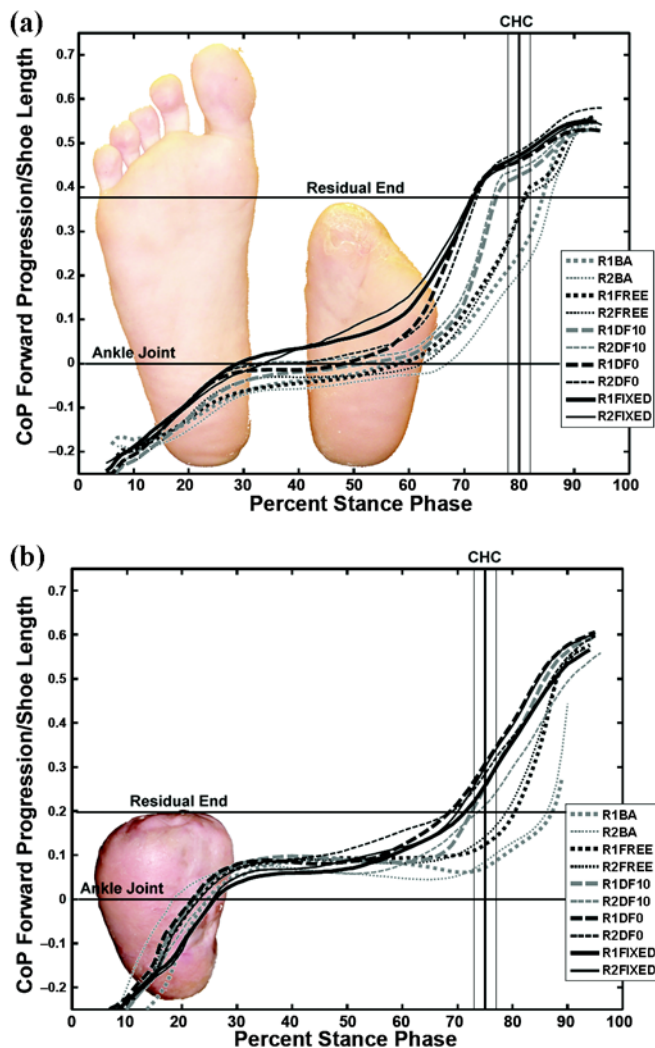 (a)
CHC
0.7
0.6
0.5
0.4
Residual End
0.3
0.2
0.1
Ankle Joint
0
–0.1
–0.2
CoP Forward Progression/Shoe Length
R1BA
R2BA
R1FREE
R2FREE
R1DF10
R2DF10
R1DF0
R2DF0
R1FIXED
R2FIXED
0 10 20 30 40 50 60 70 80 90 100
Percent Stance Phase
(b)
CHC
0.7
0.6
0.5
0.4
0.3
Residual End
0.2
0.1
Ankle Joint
0
–0.1
–0.2
CoP Forward Progression/Shoe Length
R1BA
R2BA
R1FREE
R2FREE
R1DF10
R2DF10
R1DF0
R2DF0
R1FIXED
R2FIXED
0 10 20 30 40 50 60 70 80 90 100
Percent Stance Phase